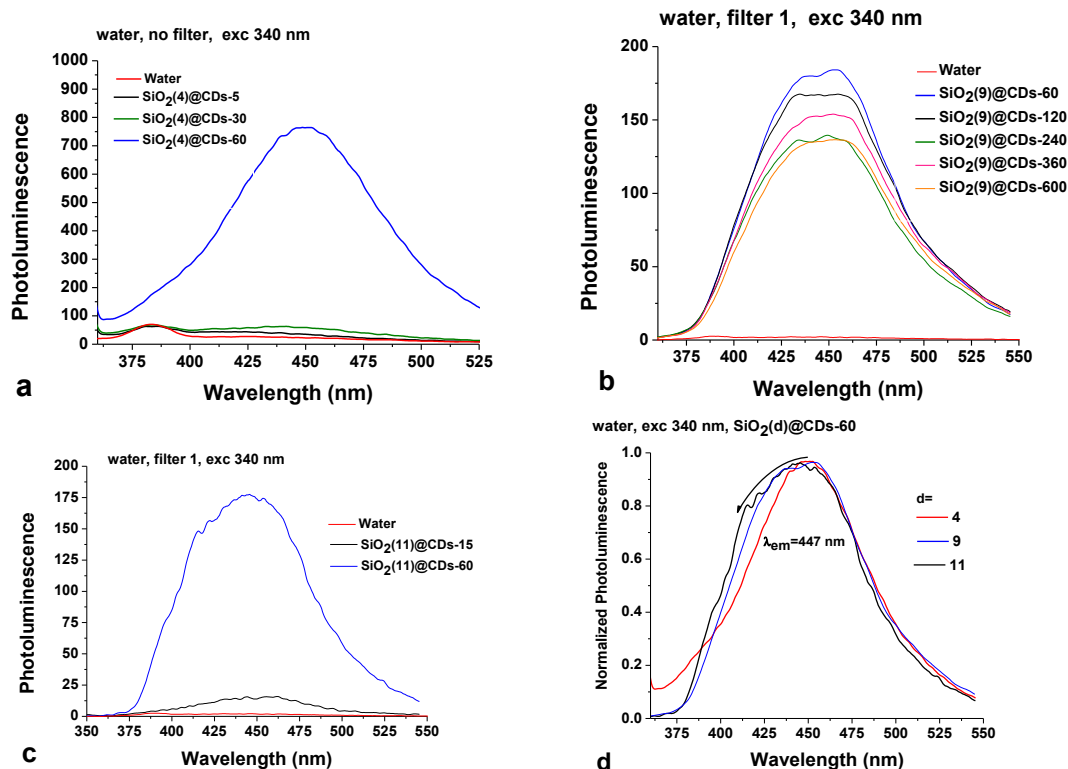 water, no filter, exc 340 nm
1000
900
800
700
600
500
400
300
200
100
0
Photoluminescence
Water
SiO2(4)@CDs-5
SiO2(4)@CDs-30
SiO2(4)@CDs-60
375 400 425 450 475 500 525
Wavelength (nm)
a
water, filter 1, exc 340 nm
200
150
100
50
0
Photoluminescence
Water
SiO2(9)@CDs-60
SiO2(9)@CDs-120
SiO2(9)@CDs-240
SiO2(9)@CDs-360
SiO2(9)@CDs-600
375 400 425 450 475 500 525 550
Wavelength (nm)
b
water, filter 1, exc 340 nm
200
175
150
125
100
75
50
25
0
Photoluminescence
Water
SiO2(11)@CDs-15
SiO2(11)@CDs-60
350 375 400 425 450 475 500 525 550
Wavelength (nm)
c
water, exc 340 nm, SiO2(d)@CDs-60
1.0
0.8
0.6
0.4
0.2
0.0
Normalized Photoluminescence
λem=447 nm
d=
4
9
11
375 400 425 450 475 500 525 550
Wavelength (nm)
d